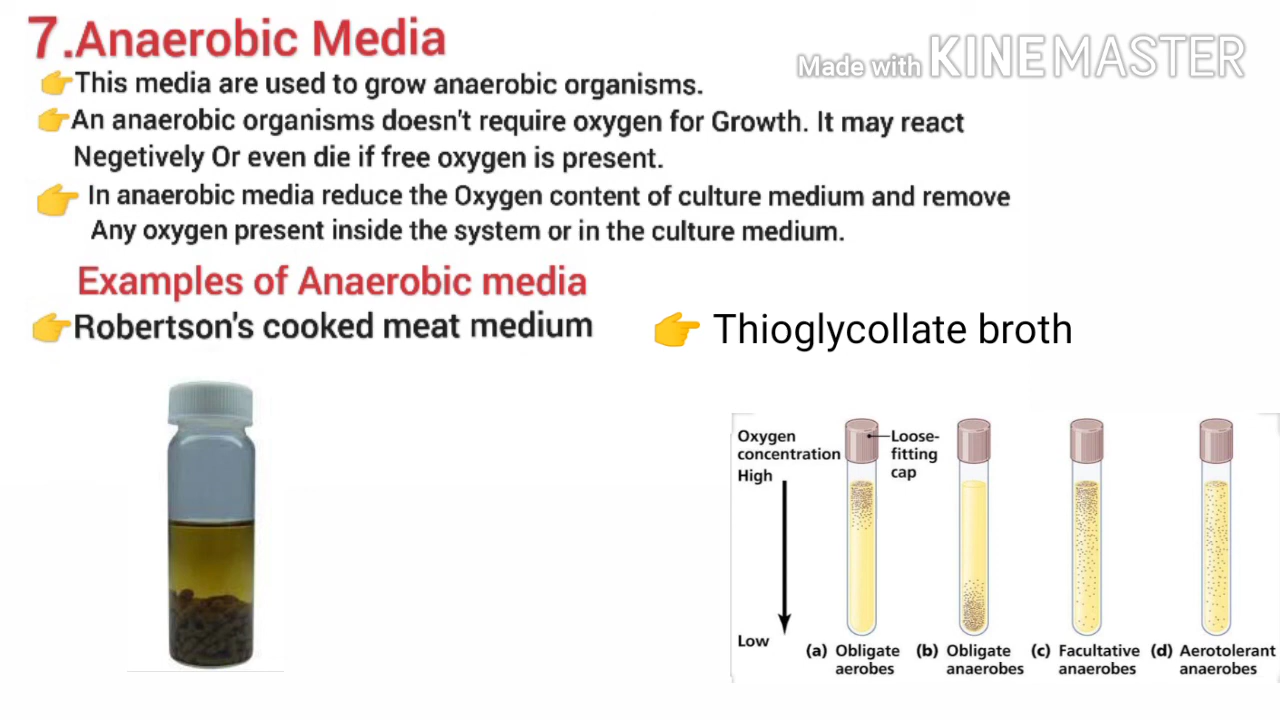 7.Anaerobic Media
Made with KINEMASTER
👉This media are used to grow anaerobic organisms.
👉An anaerobic organisms doesn't require oxygen for Growth. It may react
Negetively Or even die if free oxygen is present.
👉 In anaerobic media reduce the Oxygen content of culture medium and remove
Any oxygen present inside the system or in the culture medium.
Examples of Anaerobic media
👉Robertson's cooked meat medium
👉 Thioglycollate broth
Oxygen
concentration
High
Loose-
fitting
cap
Low
(a) Obligate
aerobes
(b) Obligate
anaerobes
(c) Facultative
anaerobes
(d) Aerotolerant
anaerobes